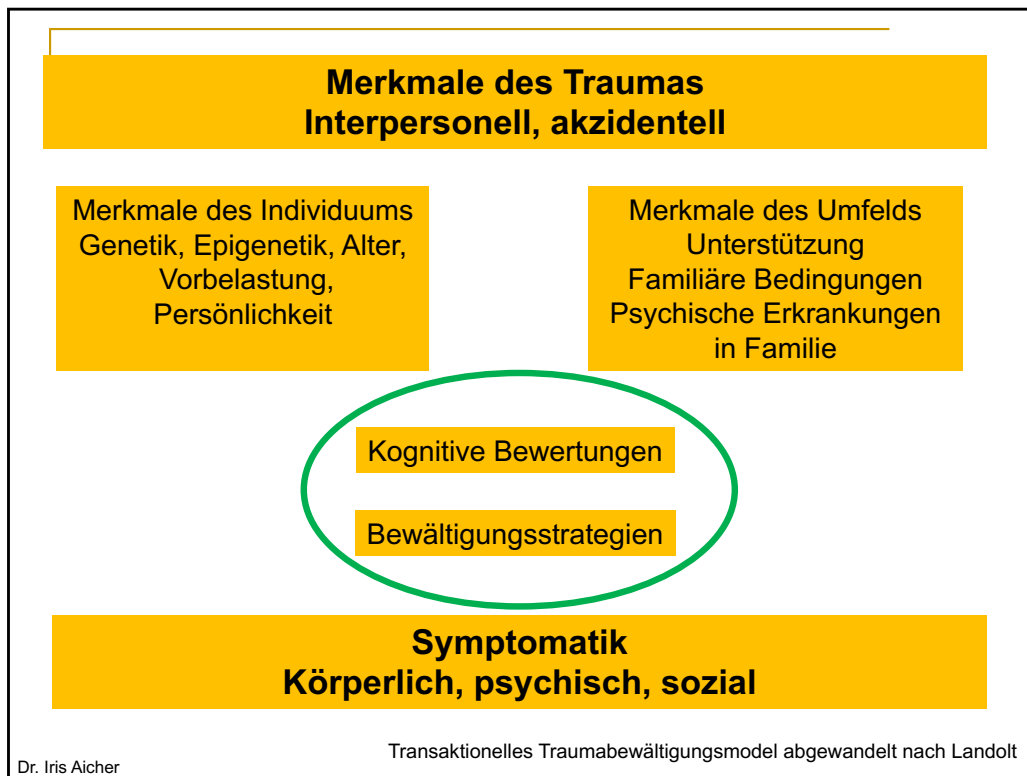 Merkmale des Traumas
Interpersonell, akzidentell
Merkmale des Individuums
Genetik, Epigenetik, Alter,
Vorbelastung,
Persönlichkeit
Merkmale des Umfelds
Unterstützung
Familiäre Bedingungen
Psychische Erkrankungen
in Familie
Kognitive Bewertungen
Bewältigungsstrategien
Symptomatik
Körperlich, psychisch, sozial
Transaktionelles Traumabewältigungsmodel abgewandelt nach Landolt
Dr. Iris Aicher